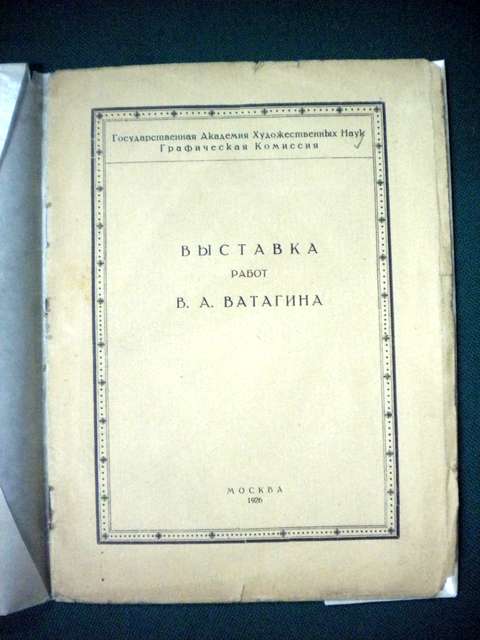 Государственная Академия Художественных Наук
Графическая Комиссия
ВЫСТАВКА
РАБОТ
В. А. ВАТАГИНА
МОСКВА
1926